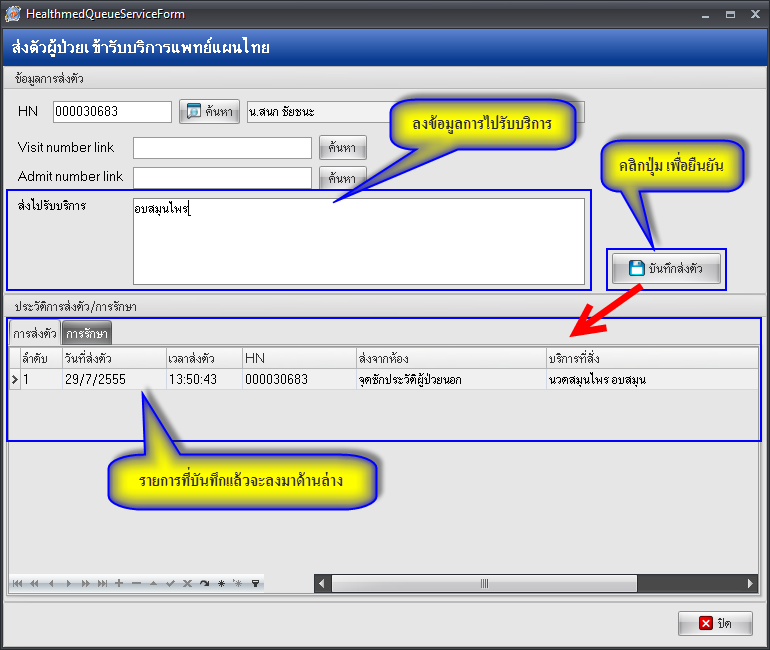 HealthmedQueueServiceForm
ส่งตัวผู้ป่วยเข้ารับบริการแพทย์แผนไทย
ข้อมูลการส่งตัว
HN 000030683 ค้นหา น.สนก ชัยชนะ
ลงข้อมูลการไปรับบริการ
Visit number link ค้นหา
คลิกปุ่ม เพื่อยืนยัน
Admit number link ค้นหา
ส่งไปรับบริการ อบสมุนไพร
บันทึกส่งตัว
ประวัติการส่งตัว/การรักษา
การส่งตัว การรักษา
ลำดับ วันที่ส่งตัว เวลาส่งตัว HN ส่งจากห้อง บริการที่สั่ง
1 29/7/2555 13:50:43 000030683 จุดซักประวัติผู้ป่วยนอก นวดสมุนไพร อบสมุน
รายการที่บันทึกแล้วจะลงมาด้านล่าง
ปิด